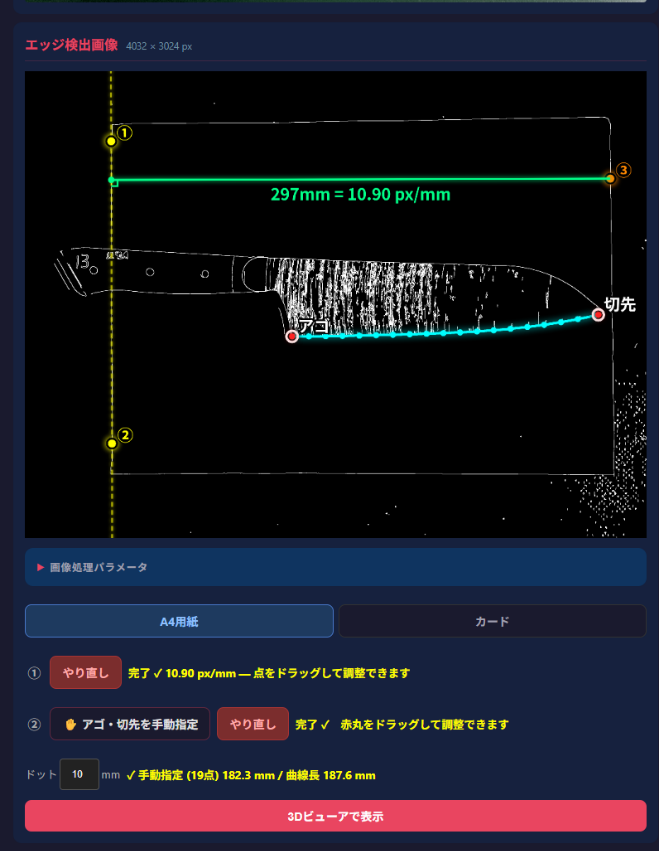 エッジ検出画像 4032 × 3024 px
①
③
297mm = 10.90 px/mm
13
切先
アゴ
②
▶ 画像処理パラメータ
A4用紙 カード
① やり直し 完了 ✓ 10.90 px/mm — 点をドラッグして調整できます
② ✋ アゴ・切先を手動指定 やり直し 完了 ✓ 赤丸をドラッグして調整できます
ドット 10 mm ✓ 手動指定 (19点) 182.3 mm / 曲線長 187.6 mm
3Dビューアで表示